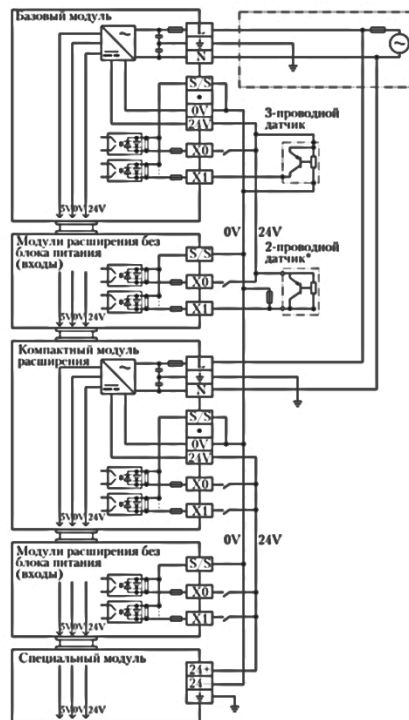 Базовый модуль
L
N
S/S
0V
24V
X0
X1
5V 0V 24V
3-проводной
датчик
0V
24V
Модули расширения без
блока питания
(входы)
S/S
X0
X1
5V 0V 24V
2-проводной
датчик*
Компактный модуль
расширения
L
N
S/S
0V
24V
X0
X1
5V 0V 24V
0V
24V
Модули расширения без
блока питания
(входы)
S/S
X0
X1
5V 0V 24V
Специальный модуль
24+
24-
5V 0V 24V